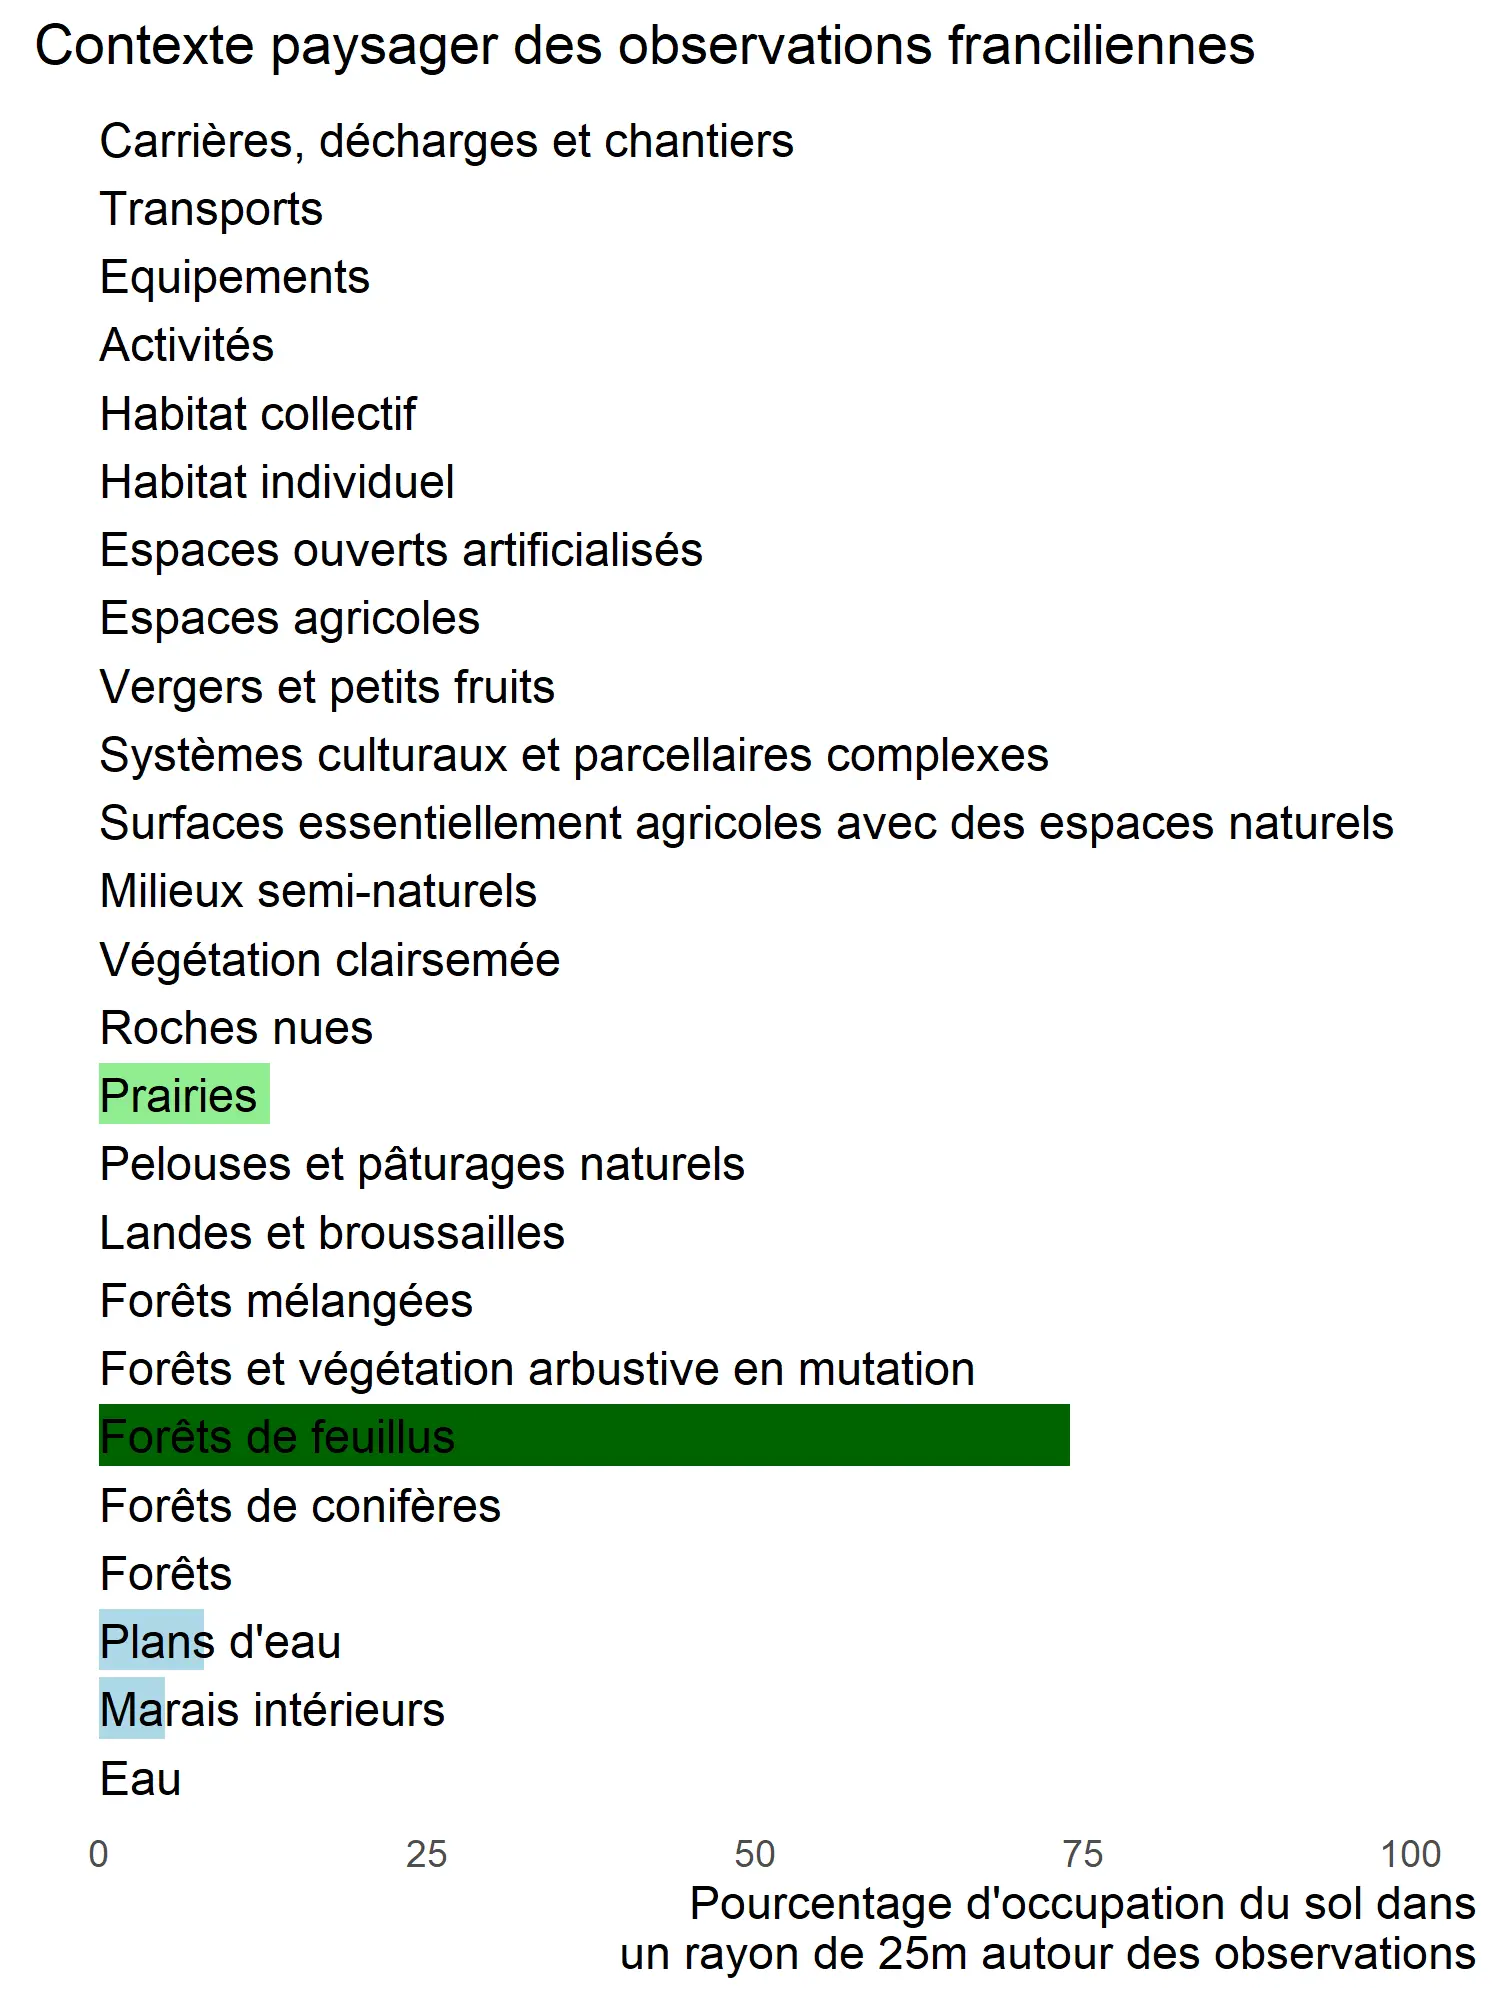 Contexte paysager des observations franciliennes
Carrières, décharges et chantiers
Transports
Equipements
Activités
Habitat collectif
Habitat individuel
Espaces ouverts artificialisés
Espaces agricoles
Vergers et petits fruits
Systèmes culturaux et parcellaires complexes
Surfaces essentiellement agricoles avec des espaces naturels
Milieux semi-naturels
Végétation clairsemée
Roches nues
Prairies
Pelouses et pâturages naturels
Landes et broussailles
Forêts mélangées
Forêts et végétation arbustive en mutation
Forêts de feuillus
Forêts de conifères
Forêts
Plans d'eau
Marais intérieurs
Eau
0 25 50 75 100
Pourcentage d'occupation du sol dans
un rayon de 25m autour des observations